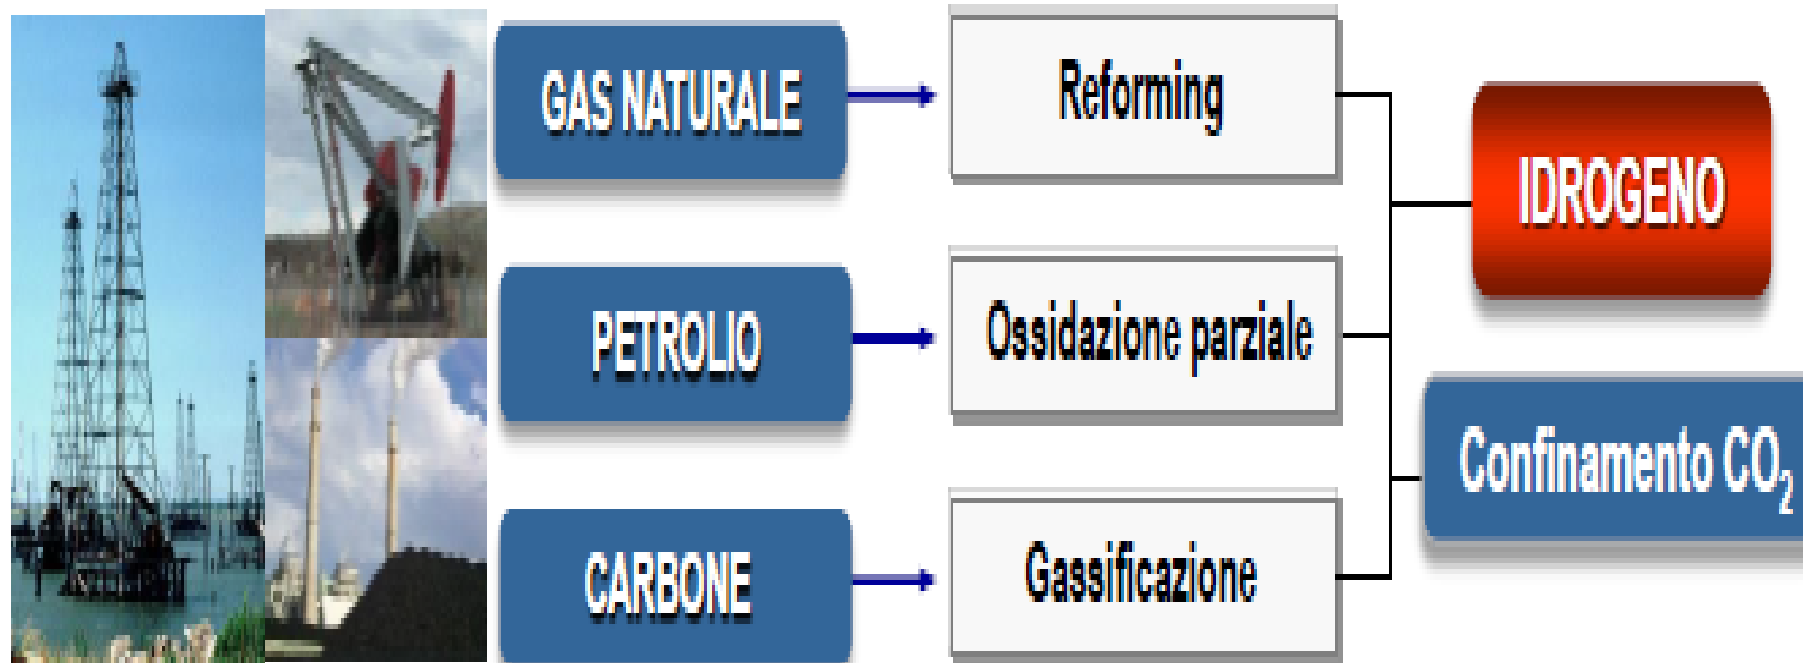 GAS NATURALE
Reforming
IDROGENO
PETROLIO
Ossidazione parziale
Confinamento CO₂
CARBONE
Gassificazione